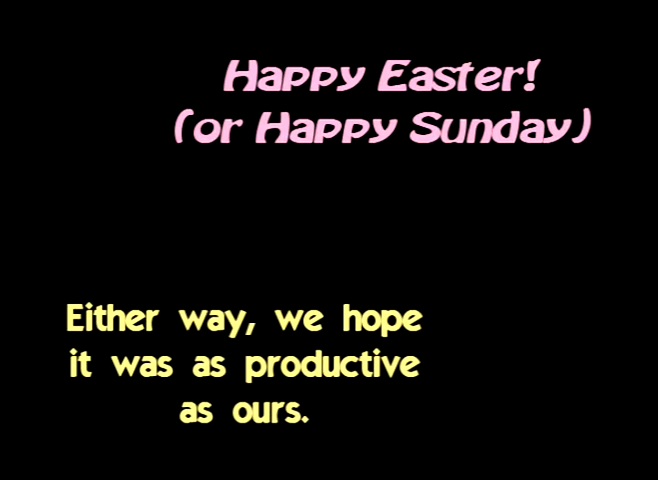 Happy Easter!
(or Happy Sunday)
Either way, we hope
it was as productive
as ours.